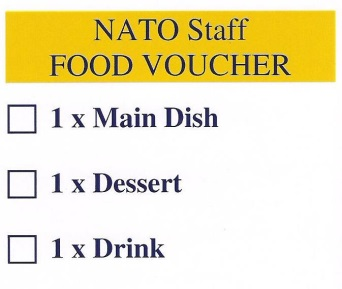 NATO Staff
FOOD VOUCHER
1 x Main Dish
1 x Dessert
1 x Drink